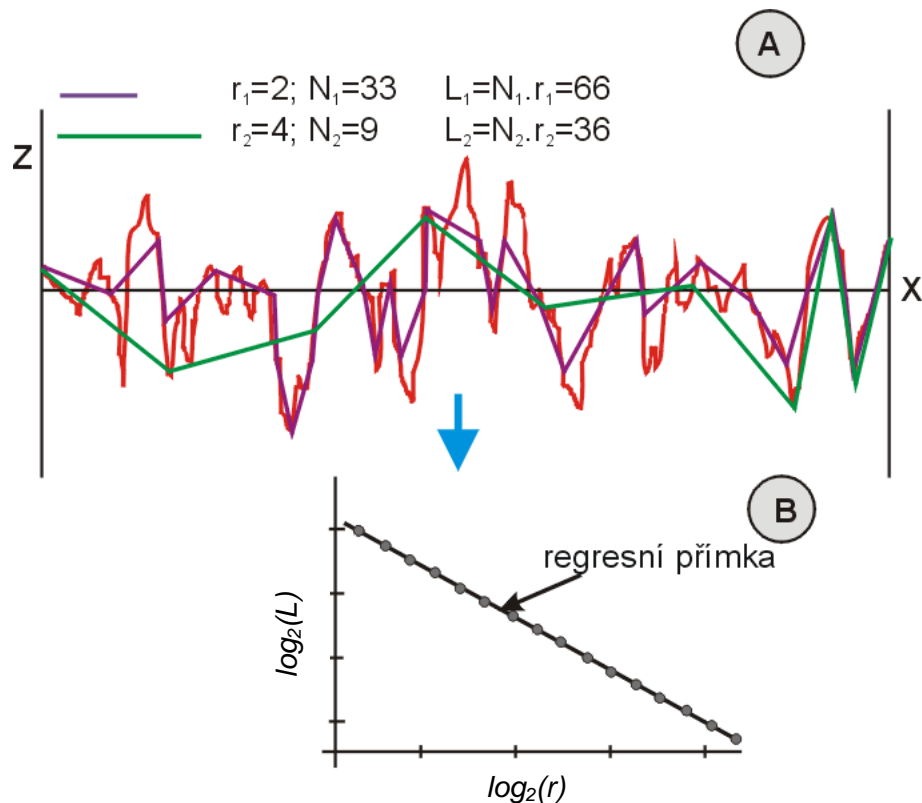 A
r₁=2; N₁=33 L₁=N₁.r₁=66
r₂=4; N₂=9 L₂=N₂.r₂=36
Z
X
B
regresní přímka
log₂(L)
log₂(r)